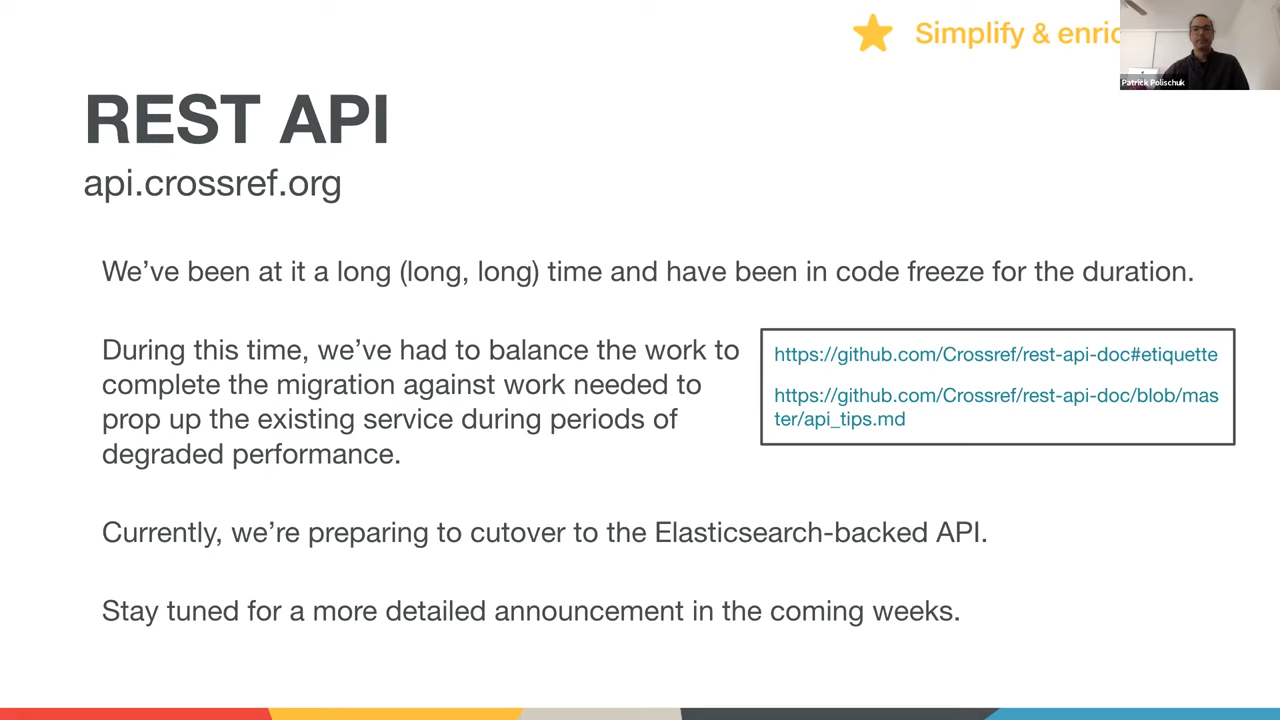 Simplify & enric
Patrick Polischuk
REST API
api.crossref.org
We've been at it a long (long, long) time and have been in code freeze for the duration.
During this time, we've had to balance the work to
complete the migration against work needed to
prop up the existing service during periods of
degraded performance.
https://github.com/Crossref/rest-api-doc#etiquette
https://github.com/Crossref/rest-api-doc/blob/mas
ter/api_tips.md
Currently, we're preparing to cutover to the Elasticsearch-backed API.
Stay tuned for a more detailed announcement in the coming weeks.